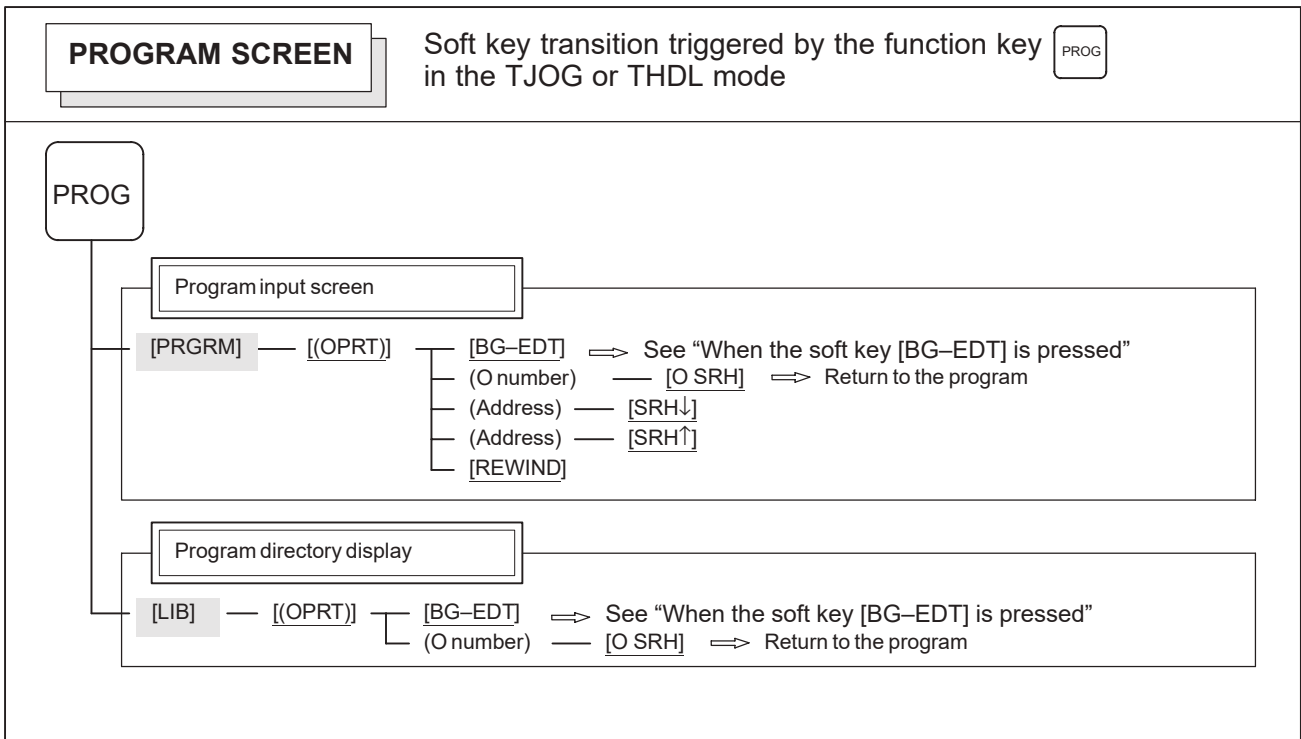 PROGRAM SCREEN
Soft key transition triggered by the function key PROG
in the TJOG or THDL mode
PROG
Program input screen
[PRGRM] [(OPRT)] [BG–EDT] See “When the soft key [BG–EDT] is pressed”
(O number) [O SRH] Return to the program
(Address) [SRH↓]
(Address) [SRH↑]
[REWIND]
Program directory display
[LIB] [(OPRT)] [BG–EDT] See “When the soft key [BG–EDT] is pressed”
(O number) [O SRH] Return to the program